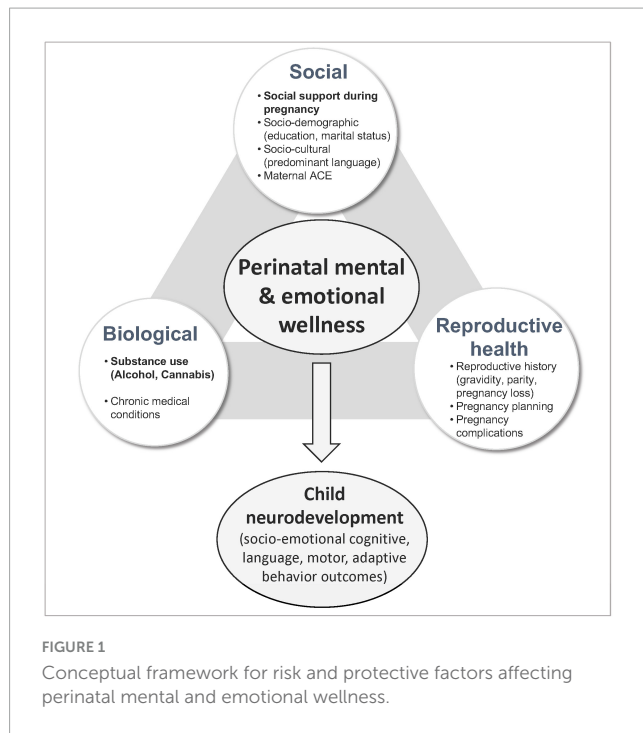 Social
• Social support during
pregnancy
• Socio-demographic
(education, marital status)
• Socio-cultural
(predominant language)
• Maternal ACE
Perinatal mental
& emotional
wellness
Biological
• Substance use
(Alcohol, Cannabis)
• Chronic medical
conditions
Reproductive
health
• Reproductive history
(gravidity, parity,
pregnancy loss)
• Pregnancy planning
• Pregnancy
complications
Child
neurodevelopment
(socio-emotional cognitive,
language, motor, adaptive
behavior outcomes)
FIGURE 1
Conceptual framework for risk and protective factors affecting
perinatal mental and emotional wellness.